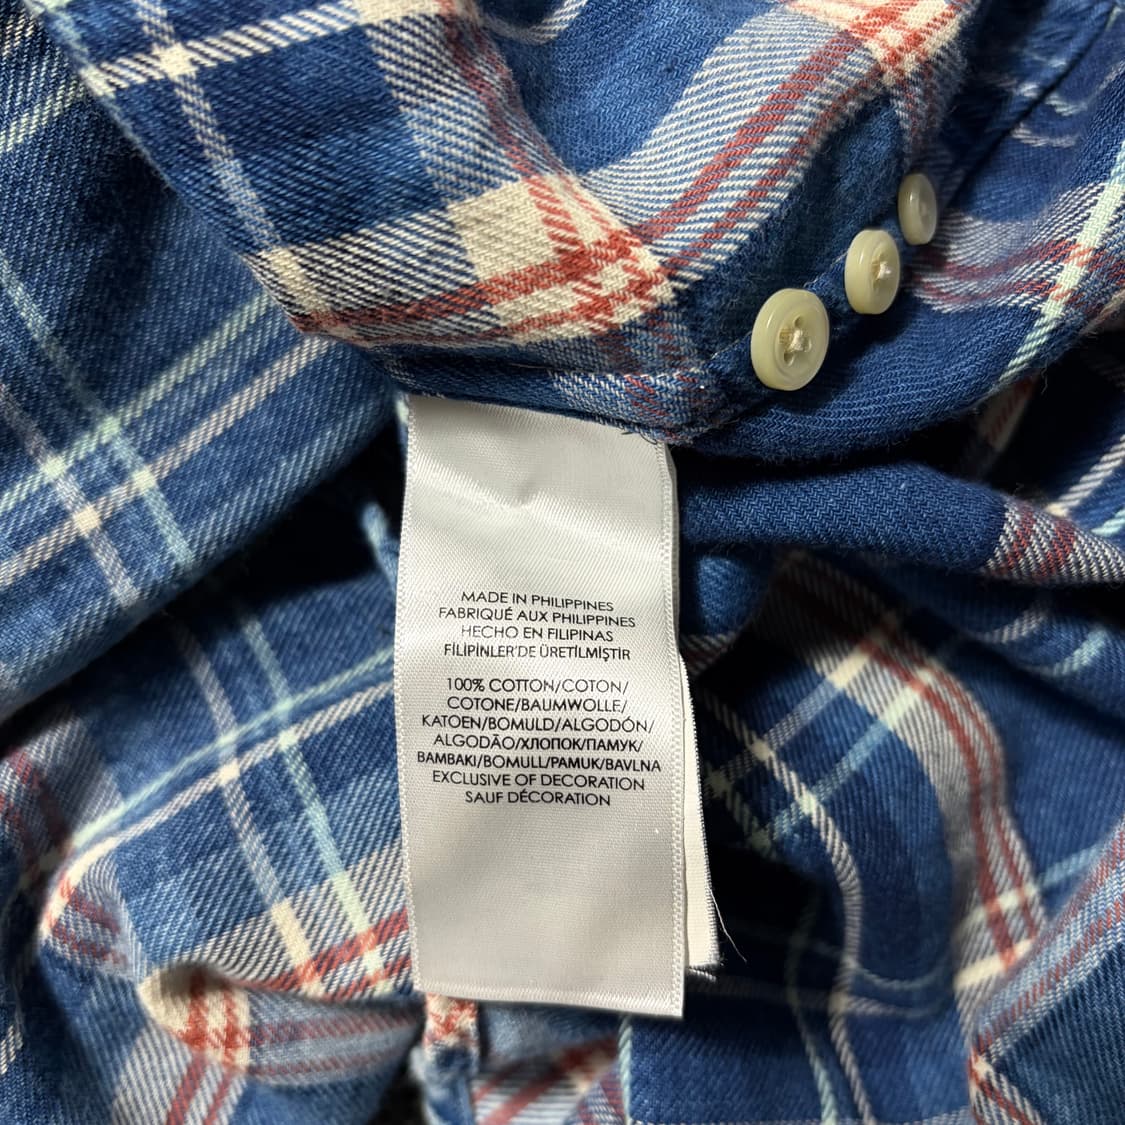 MADE IN PHILIPPINES
FABRIQUÉ AUX PHILIPPINES
HECHO EN FILIPINAS
FİLİPİNLER'DE ÜRETİLMİŞTİR
100% COTTON/COTON/
COTONE/BAUMWOLLE/
KATOEN/BOMULD/ALGODÓN/
ALGODÃO/ХЛОПОК/ПАМУК/
BAMBAKI/BOMULL/PAMUK/BAVLNA
EXCLUSIVE OF DECORATION
SAUF DÉCORATION